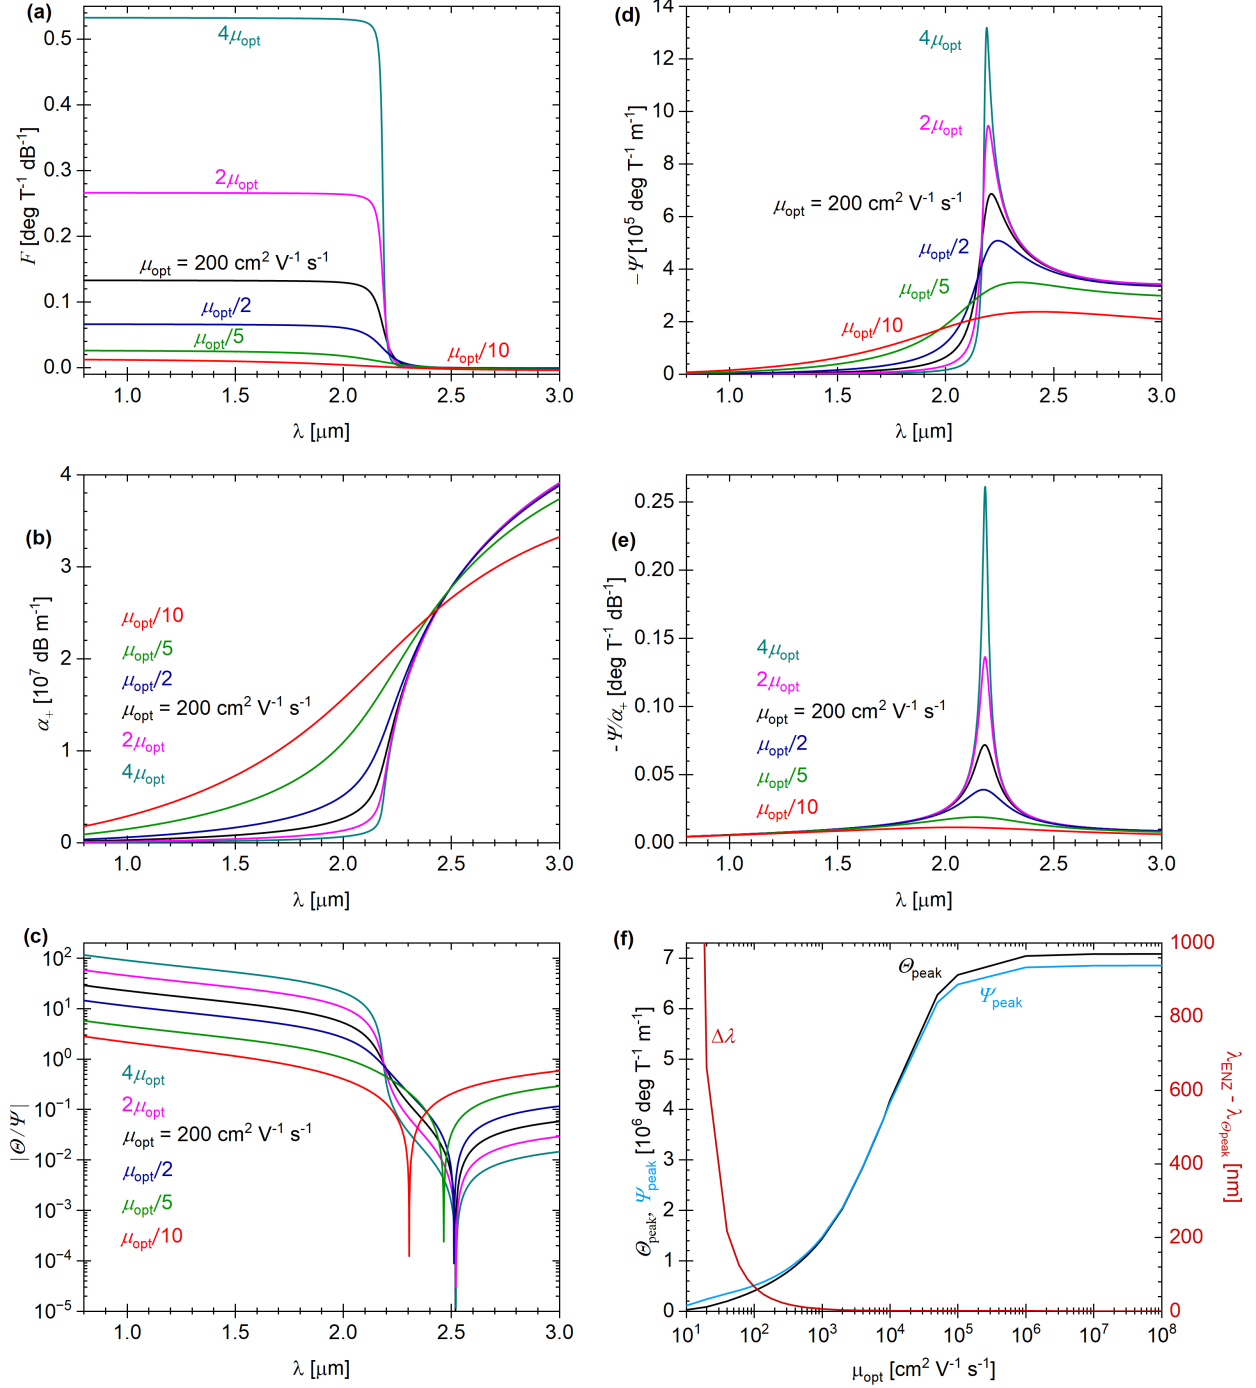 (a)
0.5
0.4
0.3
0.2
0.1
0.0
F [deg T⁻¹ dB⁻¹]
4μopt
2μopt
μopt = 200 cm² V⁻¹ s⁻¹
μopt/2
μopt/5
μopt/10
1.0 1.5 2.0 2.5 3.0
λ [μm]
(d)
14
12
10
8
6
4
2
0
−Ψ [10⁵ deg T⁻¹ m⁻¹]
4μopt
2μopt
μopt = 200 cm² V⁻¹ s⁻¹
μopt/2
μopt/5
μopt/10
1.0 1.5 2.0 2.5 3.0
λ [μm]
(b)
4
3
2
1
0
α₊ [10⁷ dB m⁻¹]
μopt/10
μopt/5
μopt/2
μopt = 200 cm² V⁻¹ s⁻¹
2μopt
4μopt
1.0 1.5 2.0 2.5 3.0
λ [μm]
(e)
0.25
0.20
0.15
0.10
0.05
0.00
-Ψ/α₊ [deg T⁻¹ dB⁻¹]
4μopt
2μopt
μopt = 200 cm² V⁻¹ s⁻¹
μopt/2
μopt/5
μopt/10
1.0 1.5 2.0 2.5 3.0
λ [μm]
(c)
10²
10¹
10⁰
10⁻¹
10⁻²
10⁻³
10⁻⁴
10⁻⁵
|Θ/Ψ|
4μopt
2μopt
μopt = 200 cm² V⁻¹ s⁻¹
μopt/2
μopt/5
μopt/10
1.0 1.5 2.0 2.5 3.0
λ [μm]
(f)
7
6
5
4
3
2
1
0
Θpeak, Ψpeak [10⁶ deg T⁻¹ m⁻¹]
Θpeak
Ψpeak
Δλ
1000
800
600
400
200
0
λENZ - λΘpeak [nm]
10¹ 10² 10³ 10⁴ 10⁵ 10⁶ 10⁷ 10⁸
μopt [cm² V⁻¹ s⁻¹]